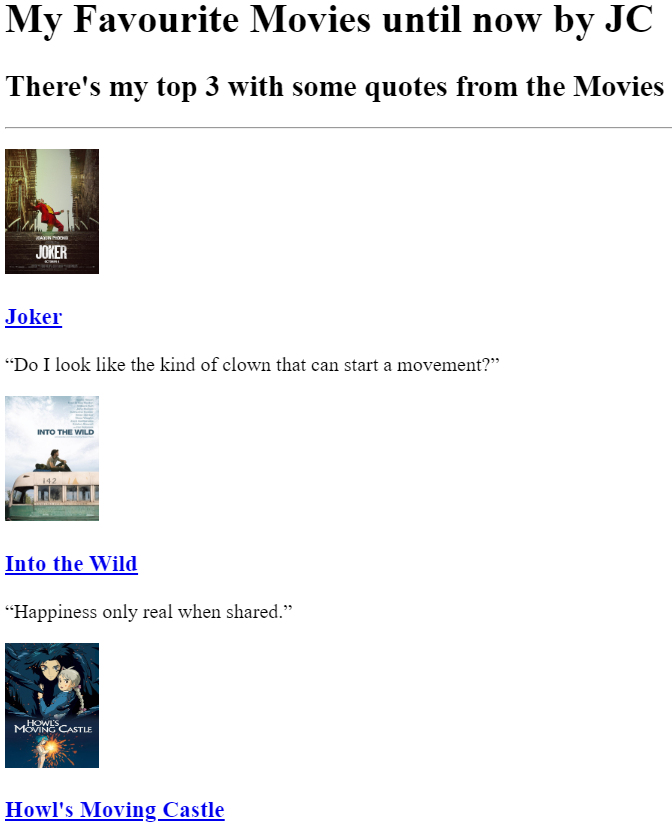 My Favourite Movies until now by JC
There's my top 3 with some quotes from the Movies
JOAQUIN PHOENIX
JOKER
Joker
“Do I look like the kind of clown that can start a movement?”
INTO THE WILD
142
Into the Wild
“Happiness only real when shared.”
HOWL'S
MOVING CASTLE
Howl's Moving Castle